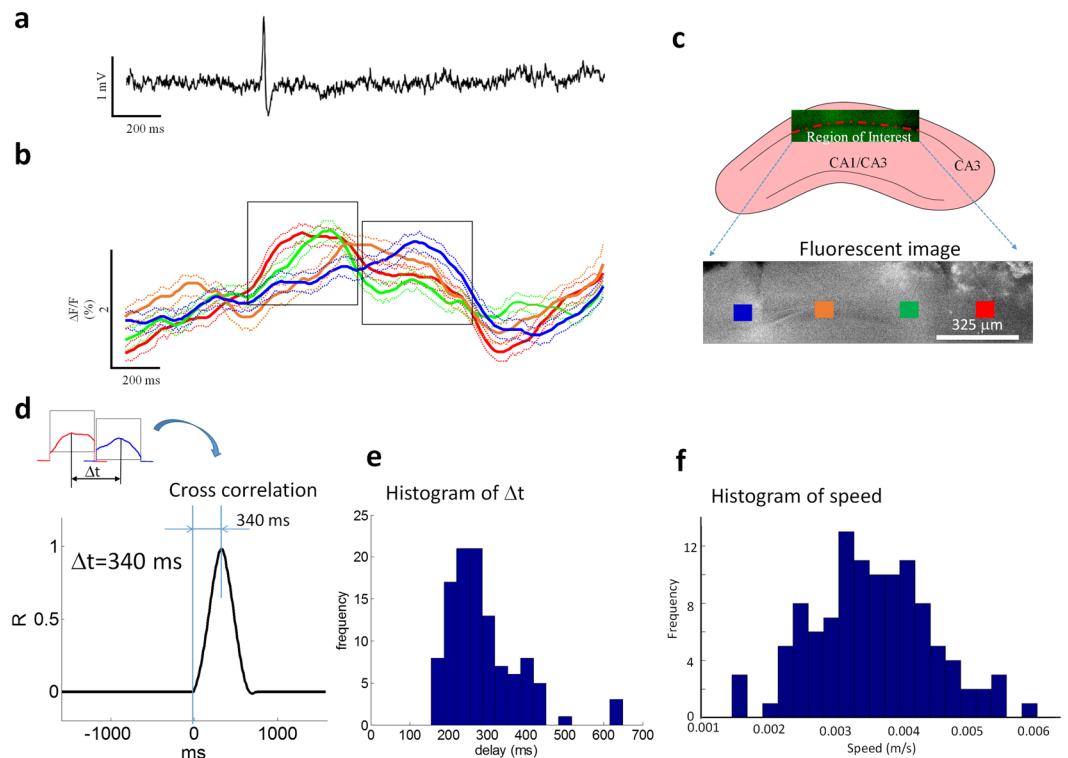 a
1 mV
200 ms
b
ΔF/F
(%)
2
200 ms
c
Region of Interest
CA1/CA3
CA3
Fluorescent image
325 μm
d
Δt
Cross correlation
340 ms
Δt=340 ms
1
0.5
0
R
-1000
0
1000
ms
e
Histogram of Δt
25
20
15
10
5
0
frequency
0 100 200 300 400 500 600 700
delay (ms)
f
Histogram of speed
12
8
4
0
Frequency
0.001 0.002 0.003 0.004 0.005 0.006
Speed (m/s)